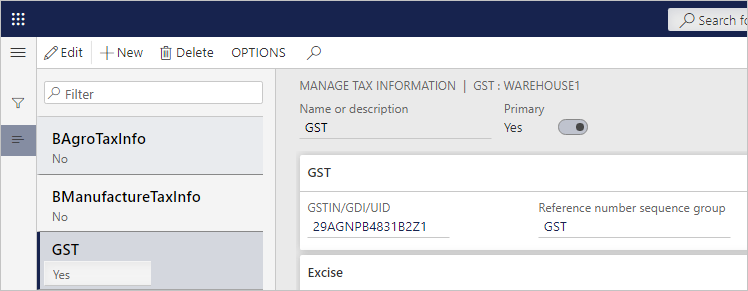 Search fo
Edit
New
Delete
OPTIONS
Filter
BAgroTaxInfo
No
BManufactureTaxInfo
No
GST
Yes
MANAGE TAX INFORMATION | GST : WAREHOUSE1
Name or description
GST
Primary
Yes
GST
GSTIN/GDI/UID
29AGNPB4831B2Z1
Reference number sequence group
GST
Excise